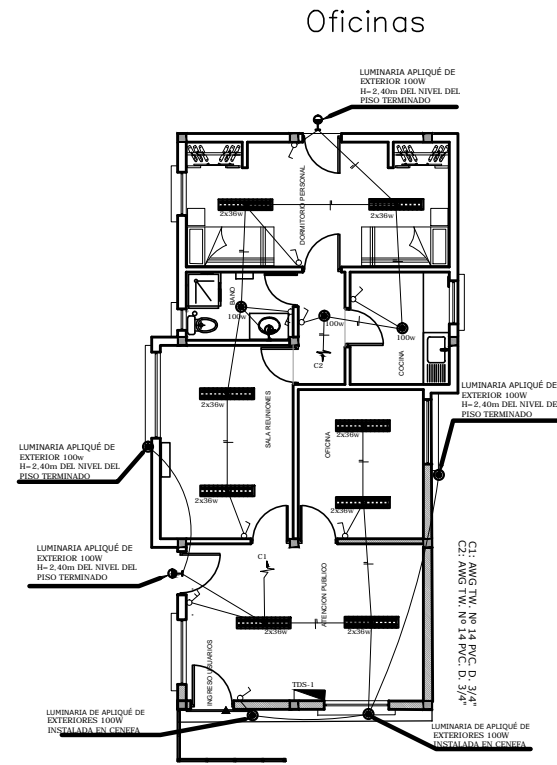 Oficinas
LUMINARIA APLIQUÉ DE
EXTERIOR 100W
H=2,40m DEL NIVEL DEL
PISO TERMINADO
DORMITORIO PERSONAL
2x36w
2x36w
BAÑO
100w
100w
100w
C2
COCINA
2x36w
SALA REUNIONES
OFICINA
2x36w
LUMINARIA APLIQUÉ DE
EXTERIOR 100W
H=2,40m DEL NIVEL DEL
PISO TERMINADO
LUMINARIA APLIQUÉ DE
EXTERIOR 100w
H=2,40m DEL NIVEL DEL
PISO TERMINADO
2x36w
2x36w
LUMINARIA APLIQUÉ DE
EXTERIOR 100W
H=2,40m DEL NIVEL DEL
PISO TERMINADO
C1
ATENCION PUBLICO
2x36w
2x36w
C1: AWG TW. Nº 14 PVC. D. 3/4"
C2: AWG TW. Nº 14 PVC. D. 3/4"
INGRESO USUARIOS
TDS-1
LUMINARIA DE APLIQUÉ DE
EXTERIORES 100W
INSTALADA EN CENEFA
LUMINARIA DE APLIQUÉ DE
EXTERIORES 100W
INSTALADA EN CENEFA